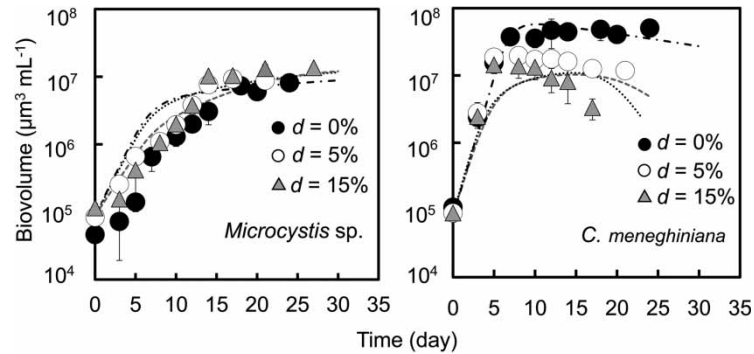 Biovolume (µm³ mL⁻¹)
10⁸
10⁷
10⁶
10⁵
10⁴
d = 0%
d = 5%
d = 15%
Microcystis sp.
0 5 10 15 20 25 30 35
10⁸
10⁷
10⁶
10⁵
10⁴
d = 0%
d = 5%
d = 15%
C. meneghiniana
0 5 10 15 20 25 30 35
Time (day)